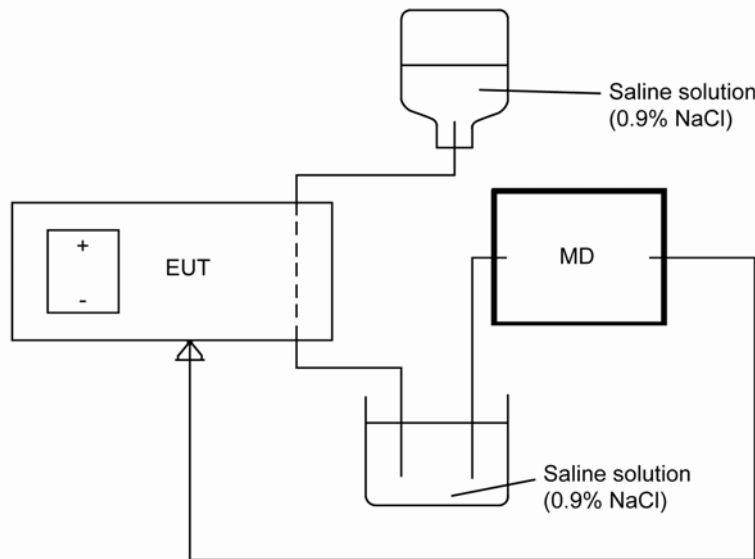 Saline solution
(0.9% NaCl)
+
EUT
-
MD
Saline solution
(0.9% NaCl)